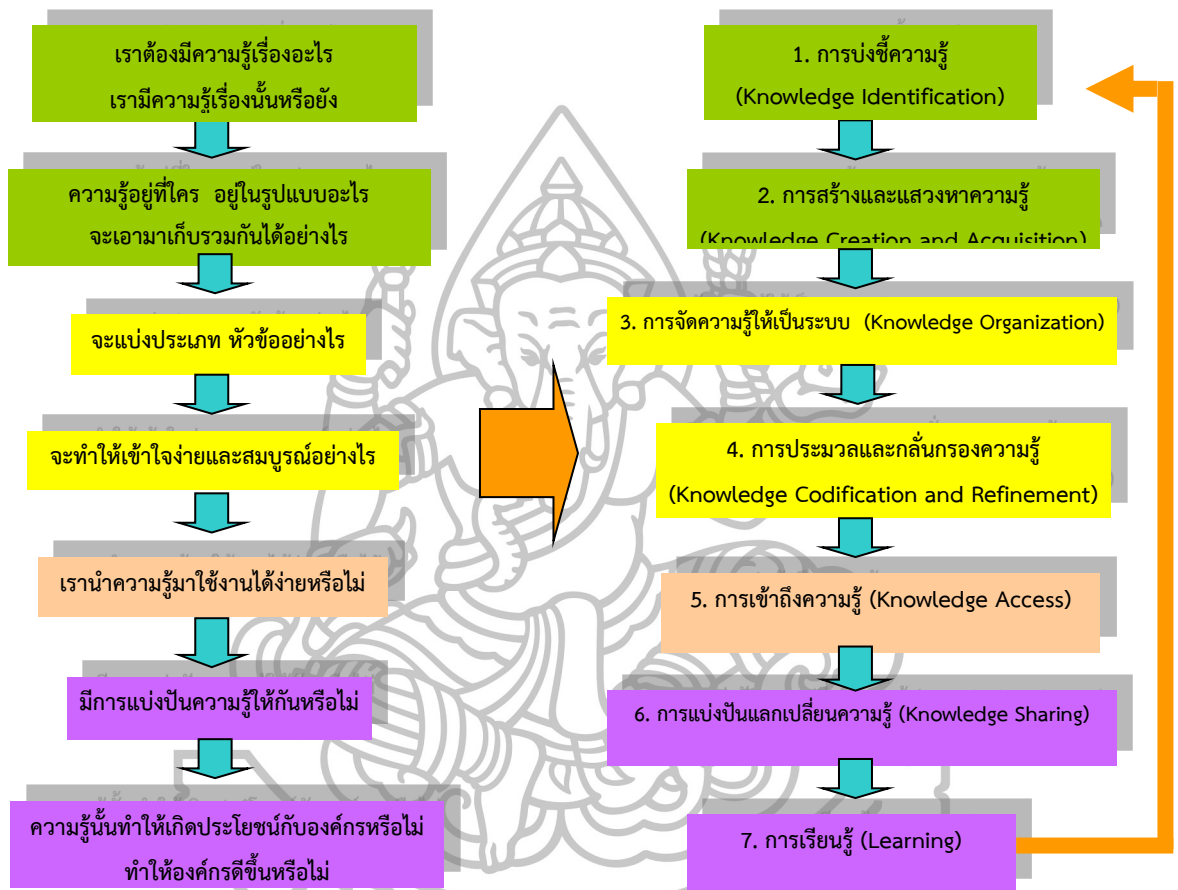 เราต้องมีความรู้เรื่องอะไร
เรามีความรู้เรื่องนั้นหรือยัง
ความรู้อยู่ที่ใคร อยู่ในรูปแบบอะไร
จะเอามาเก็บรวมกันได้อย่างไร
จะแบ่งประเภท หัวข้ออย่างไร
จะทำให้เข้าใจง่ายและสมบูรณ์อย่างไร
เรานำความรู้มาใช้งานได้ง่ายหรือไม่
มีการแบ่งปันความรู้ให้กันหรือไม่
ความรู้นั้นทำให้เกิดประโยชน์กับองค์กรหรือไม่
ทำให้องค์กรดีขึ้นหรือไม่
1. การบ่งชี้ความรู้
(Knowledge Identification)
2. การสร้างและแสวงหาความรู้
(Knowledge Creation and Acquisition)
3. การจัดความรู้ให้เป็นระบบ (Knowledge Organization)
4. การประมวลและกลั่นกรองความรู้
(Knowledge Codification and Refinement)
5. การเข้าถึงความรู้ (Knowledge Access)
6. การแบ่งปันแลกเปลี่ยนความรู้ (Knowledge Sharing)
7. การเรียนรู้ (Learning)